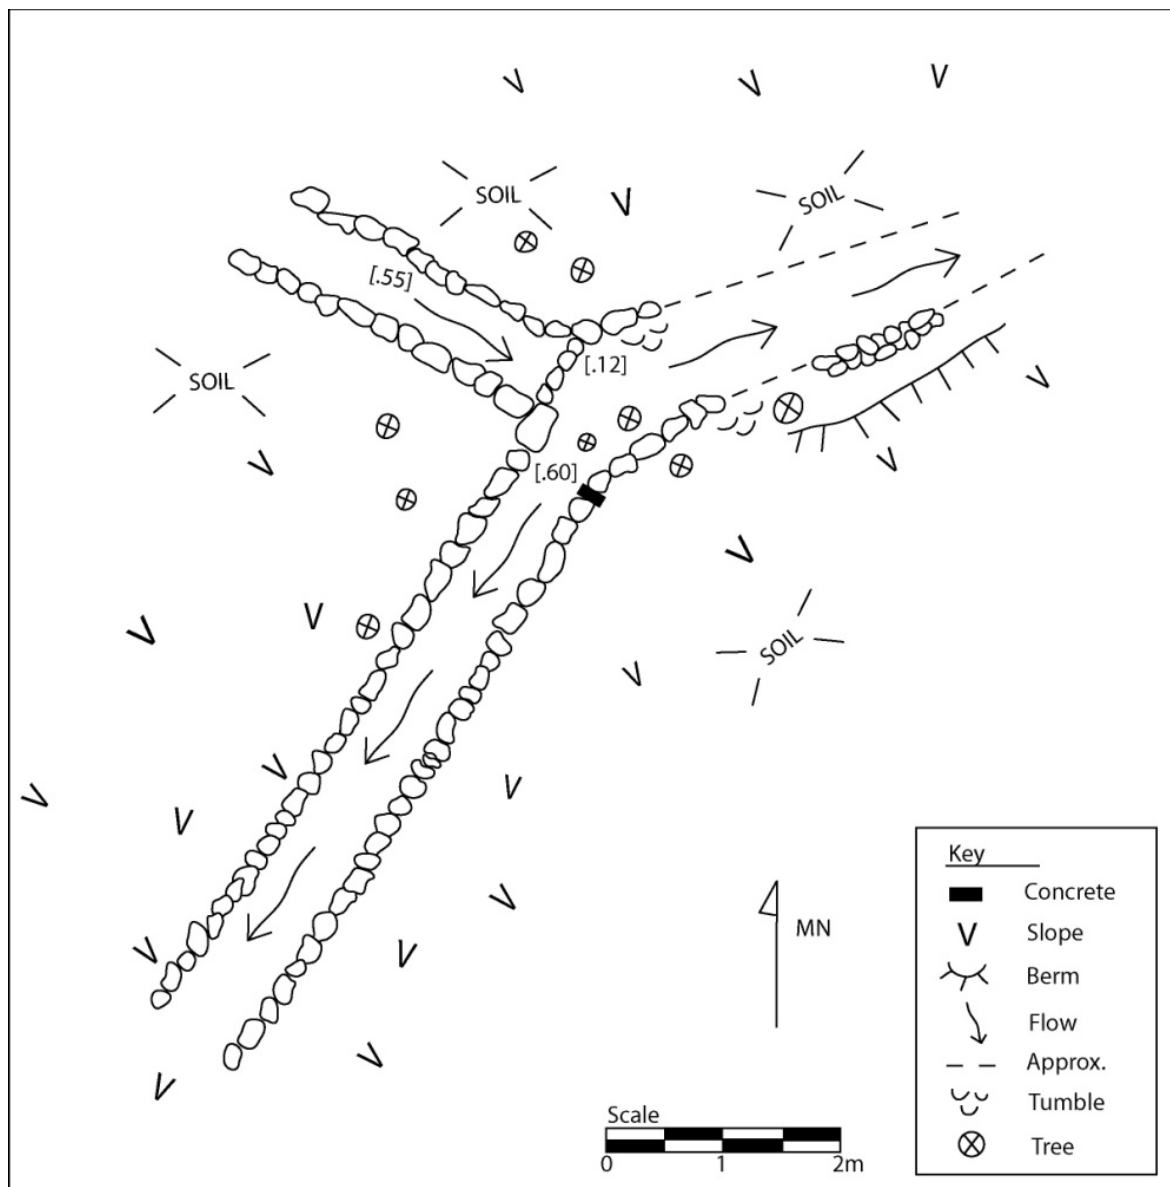 SOIL
SOIL
[.55]
[.12]
SOIL
[.60]
SOIL
Key
Concrete
V Slope
Berm
Flow
Approx.
Tumble
Tree
MN
Scale
0 1 2m